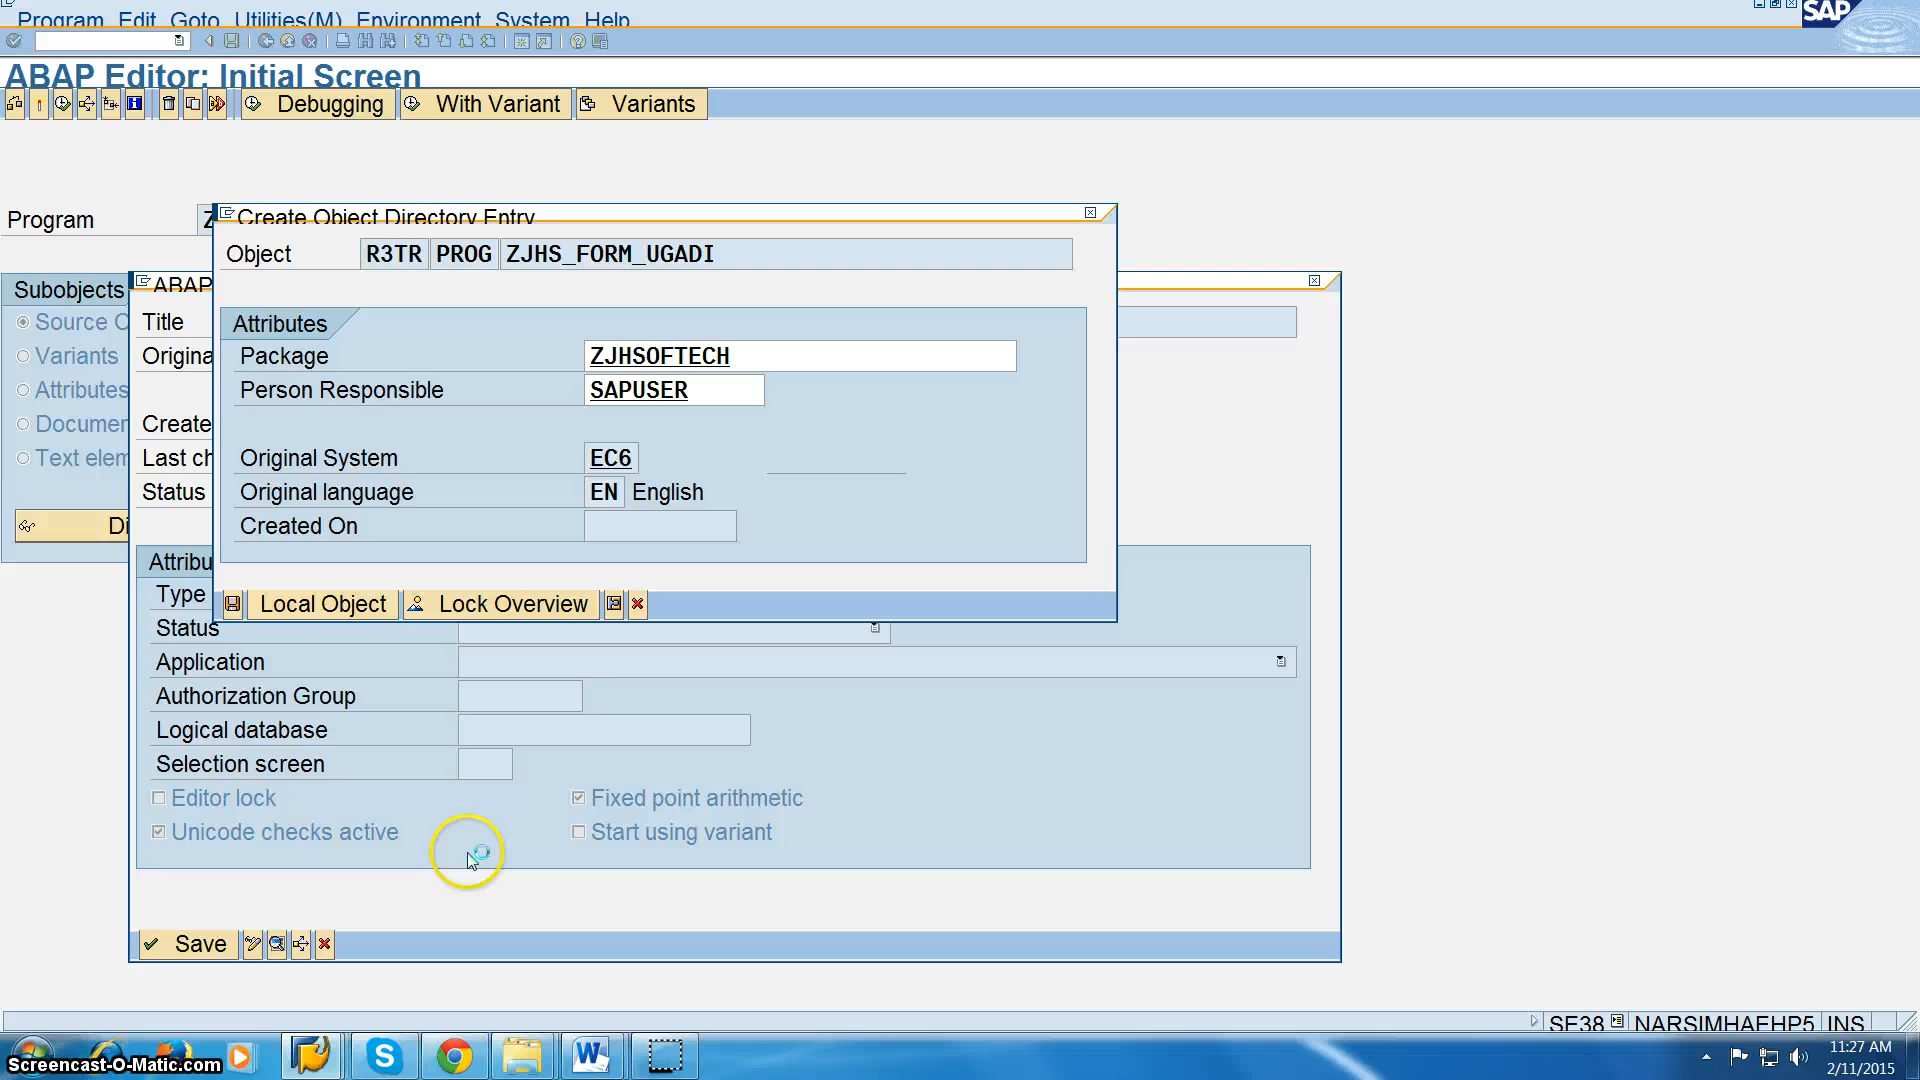 Program Edit Goto Utilities(M) Environment System Help
SAP
ABAP Editor: Initial Screen
Debugging With Variant Variants
Program
Create Object Directory Entry
Object R3TR PROG ZJHS_FORM_UGADI
Subobjects
ABAP
Attributes
Source C
Title
Variants
Origina
Package ZJHSOFTECH
Attributes
Person Responsible SAPUSER
Documen
Create
Text elem
Last ch
Original System EC6
Status
Original language EN English
Di
Created On
Attribu
Type
Local Object Lock Overview
Status
Application
Authorization Group
Logical database
Selection screen
Editor lock Fixed point arithmetic
Unicode checks active Start using variant
Save
SE38 NARSIMHAEHP5 INS
11:27 AM
2/11/2015
Screencast-O-Matic.com